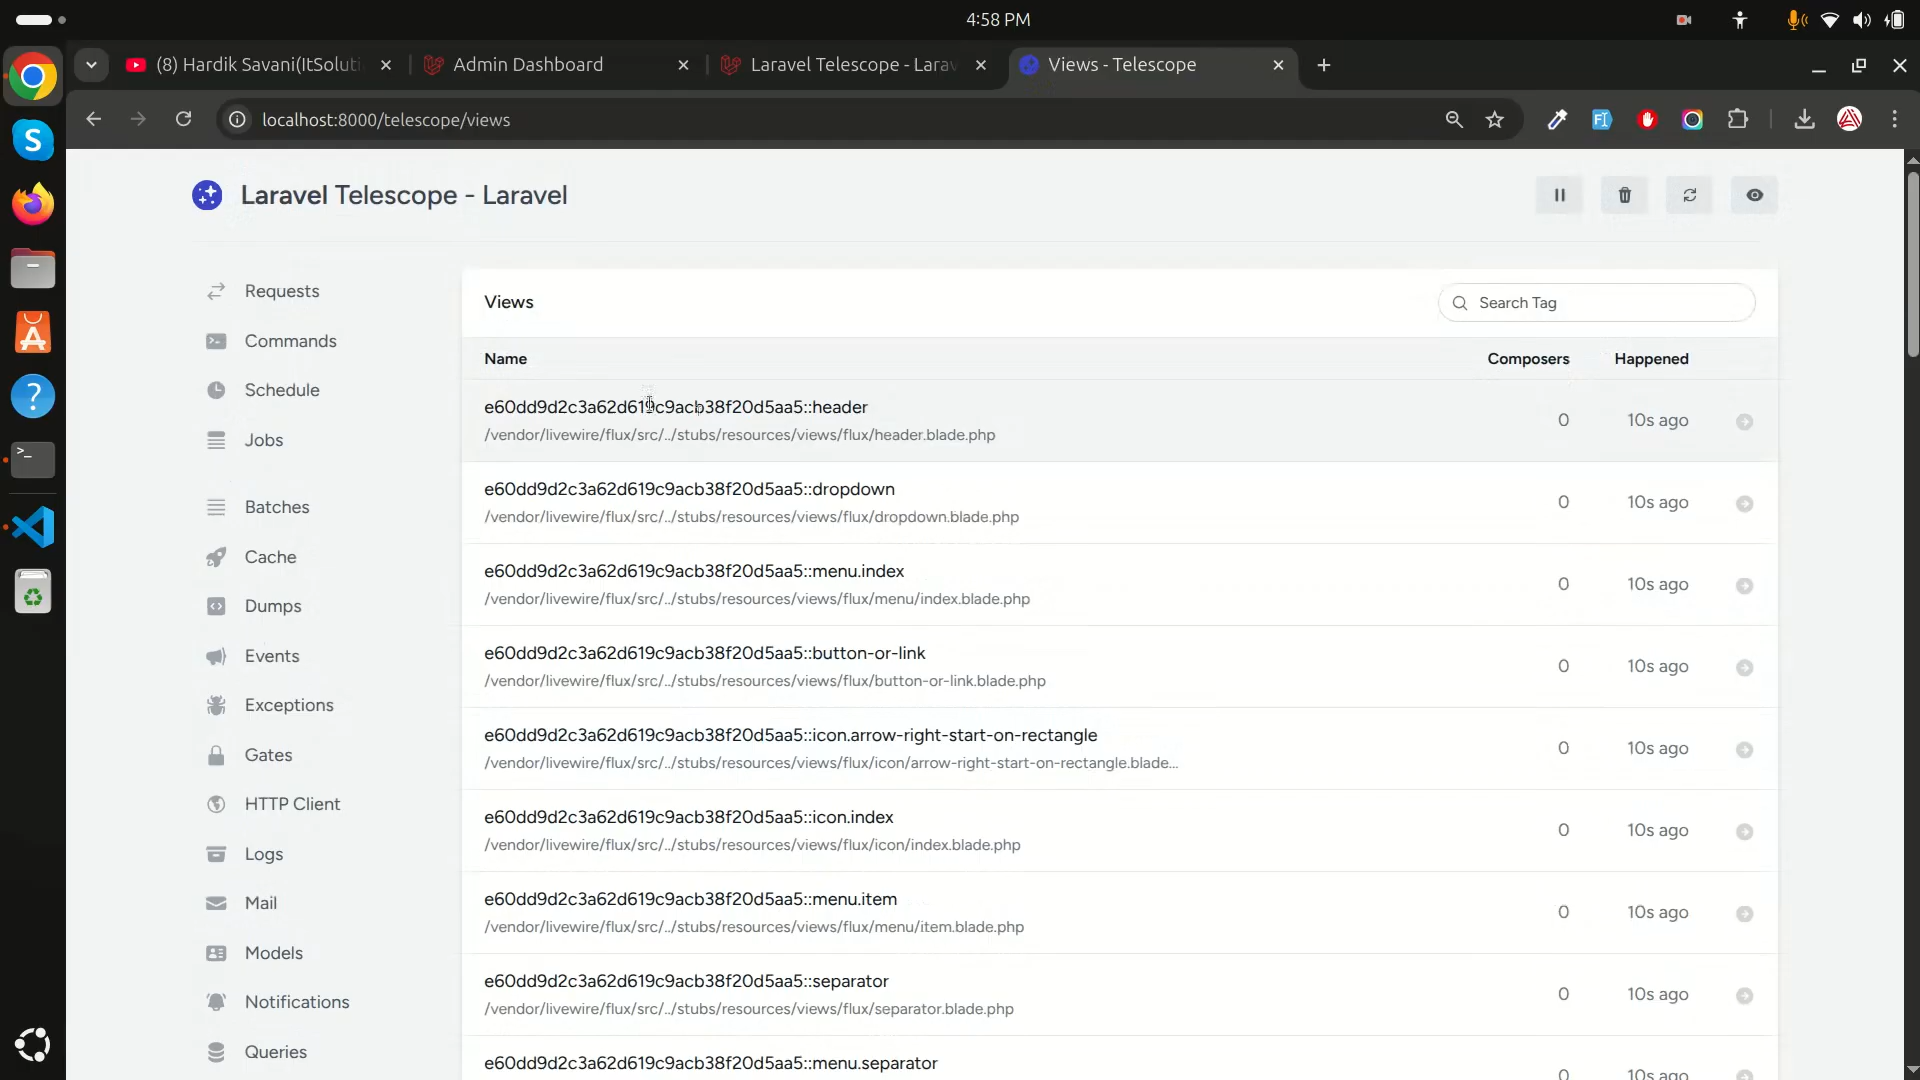 4:58 PM
(8) Hardik Savani(ItSoluti
Admin Dashboard
Laravel Telescope - Larav
Views - Telescope
localhost:8000/telescope/views
Laravel Telescope - Laravel
Requests
Commands
Schedule
Jobs
Batches
Cache
Dumps
Events
Exceptions
Gates
HTTP Client
Logs
Mail
Models
Notifications
Queries
Views
Search Tag
Name Composers Happened
e60dd9d2c3a62d619c9acb38f20d5aa5::header
/vendor/livewire/flux/src/../stubs/resources/views/flux/header.blade.php
0 10s ago
e60dd9d2c3a62d619c9acb38f20d5aa5::dropdown
/vendor/livewire/flux/src/../stubs/resources/views/flux/dropdown.blade.php
0 10s ago
e60dd9d2c3a62d619c9acb38f20d5aa5::menu.index
/vendor/livewire/flux/src/../stubs/resources/views/flux/menu/index.blade.php
0 10s ago
e60dd9d2c3a62d619c9acb38f20d5aa5::button-or-link
/vendor/livewire/flux/src/../stubs/resources/views/flux/button-or-link.blade.php
0 10s ago
e60dd9d2c3a62d619c9acb38f20d5aa5::icon.arrow-right-start-on-rectangle
/vendor/livewire/flux/src/../stubs/resources/views/flux/icon/arrow-right-start-on-rectangle.blade...
0 10s ago
e60dd9d2c3a62d619c9acb38f20d5aa5::icon.index
/vendor/livewire/flux/src/../stubs/resources/views/flux/icon/index.blade.php
0 10s ago
e60dd9d2c3a62d619c9acb38f20d5aa5::menu.item
/vendor/livewire/flux/src/../stubs/resources/views/flux/menu/item.blade.php
0 10s ago
e60dd9d2c3a62d619c9acb38f20d5aa5::separator
/vendor/livewire/flux/src/../stubs/resources/views/flux/separator.blade.php
0 10s ago
e60dd9d2c3a62d619c9acb38f20d5aa5::menu.separator
0 10s ago